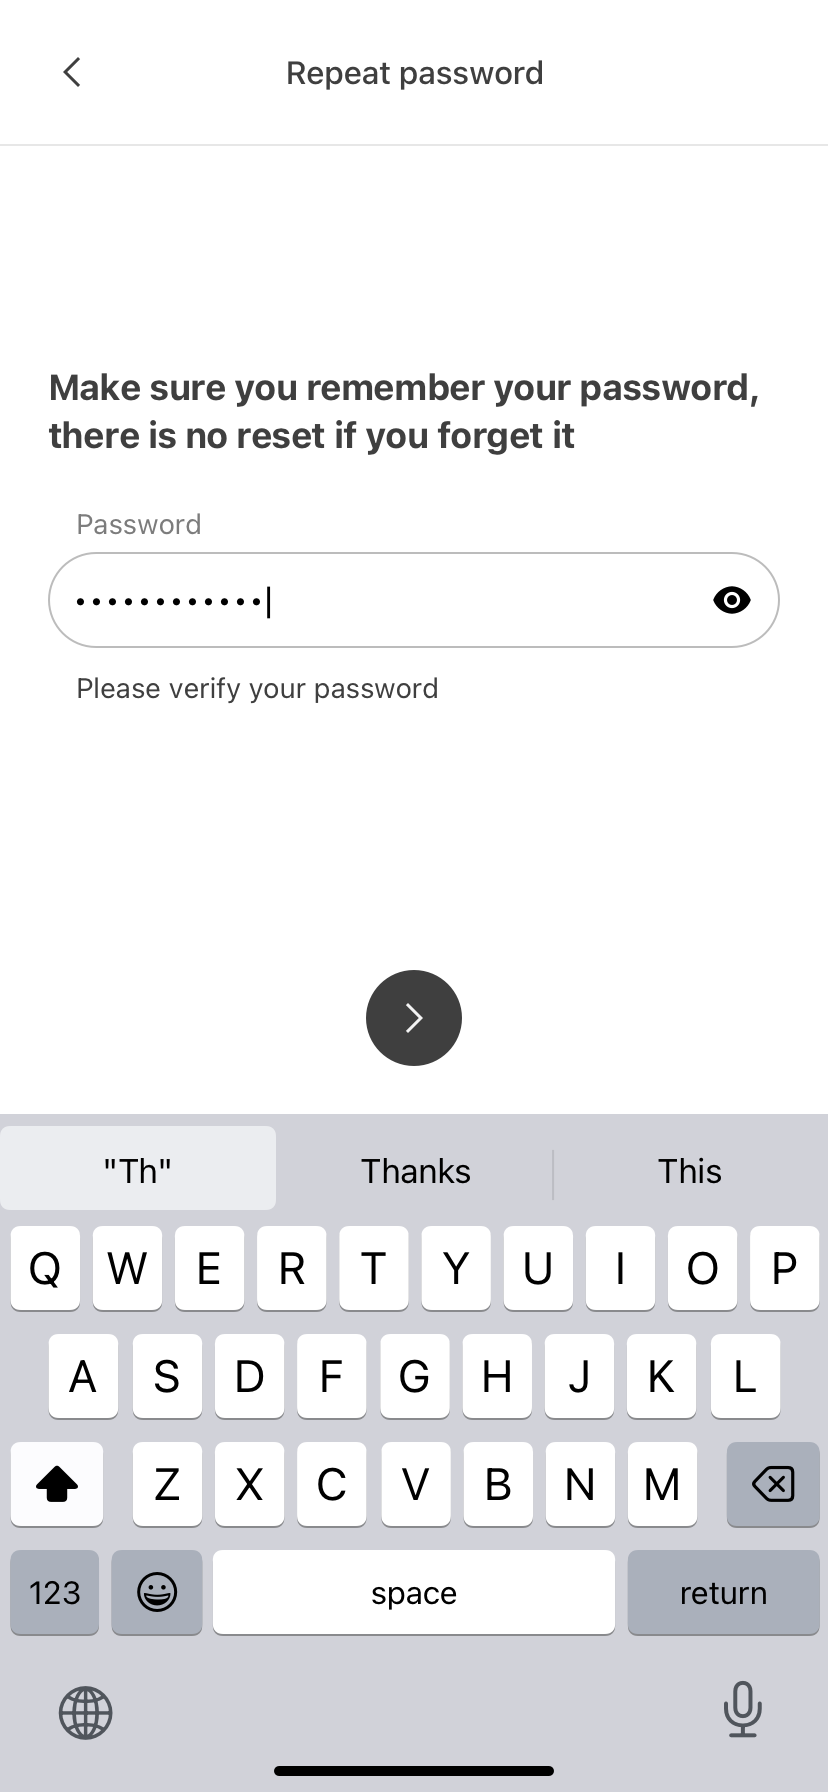 Repeat password
Make sure you remember your password,
there is no reset if you forget it
Password
••••••••••••
Please verify your password
"Th" Thanks This
Q W E R T Y U I O P
A S D F G H J K L
Z X C V B N M
123 space return